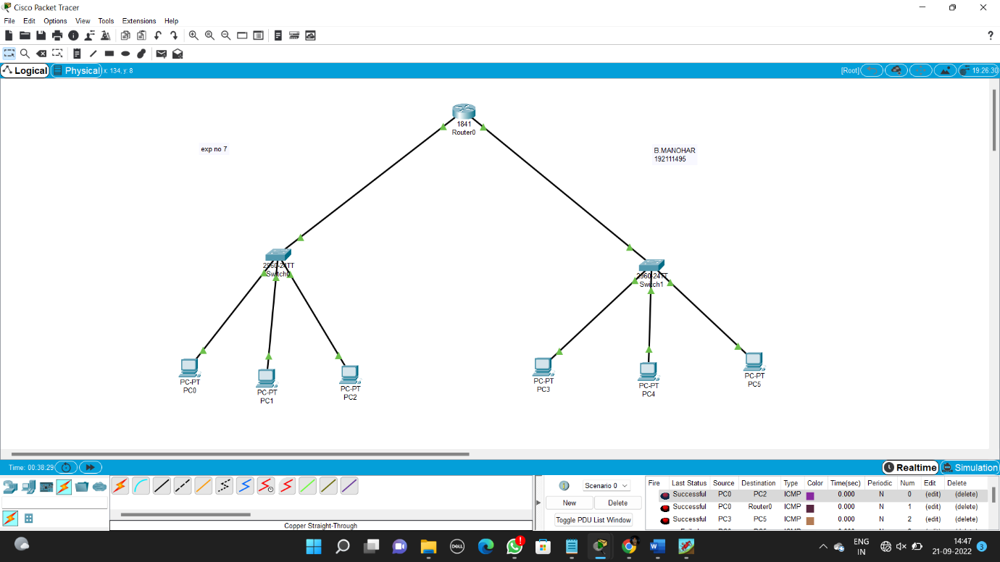 Cisco Packet Tracer
File Edit Options View Tools Extensions Help
?
Logical Physical x: 134, y: 8 [Root] 19:26:30
1841
Router0
exp no 7
B.MANOHAR
192111495
2960-24TT
Switch0
2960-24TT
Switch1
PC-PT
PC0
PC-PT
PC1
PC-PT
PC2
PC-PT
PC3
PC-PT
PC4
PC-PT
PC5
Time: 00:38:29 Realtime Simulation
Scenario 0
New Delete
Toggle PDU List Window
Fire Last Status Source Destination Type Color Time(sec) Periodic Num Edit Delete
Successful PC0 PC2 ICMP 0.000 N 0 (edit) (delete)
Successful PC0 Router0 ICMP 0.000 N 1 (edit) (delete)
Successful PC3 PC5 ICMP 0.000 N 2 (edit) (delete)
Copper Straight-Through
DELL
ENG
IN
14:47
21-09-2022
3